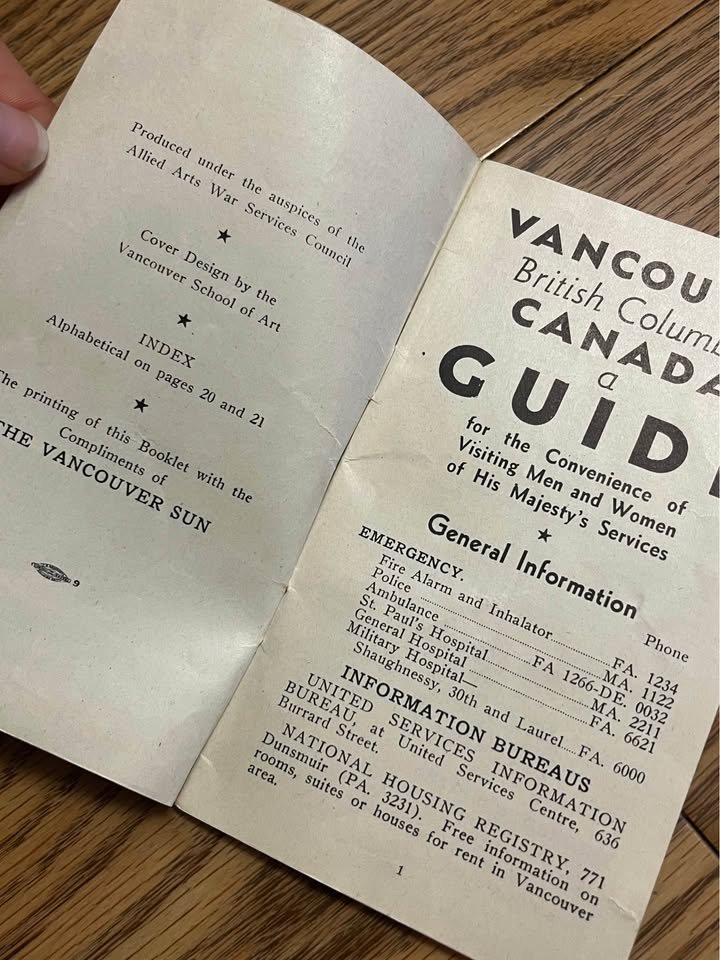 Produced under the auspices of the
Allied Arts War Services Council
★
Cover Design by the
Vancouver School of Art
★
INDEX
Alphabetical on pages 20 and 21
★
The printing of this Booklet with the
Compliments of
THE VANCOUVER SUN
9
VANCOU
British Columb
CANADA
a
GUIDE
for the Convenience of
Visiting Men and Women
of His Majesty's Services
★
General Information
Phone
EMERGENCY.
Fire Alarm and Inhalator............FA. 1234
Police ............MA. 1122
Ambulance ............FA 1266-DE. 0032
St. Paul's Hospital............MA. 2211
General Hospital ............FA. 6621
Military Hospital—
Shaughnessy, 30th and Laurel....FA. 6000
INFORMATION BUREAUS
UNITED SERVICES INFORMATION
BUREAU, at United Services Centre, 636
Burrard Street.
NATIONAL HOUSING REGISTRY, 771
Dunsmuir (PA. 3231). Free information on
rooms, suites or houses for rent in Vancouver
area.
1